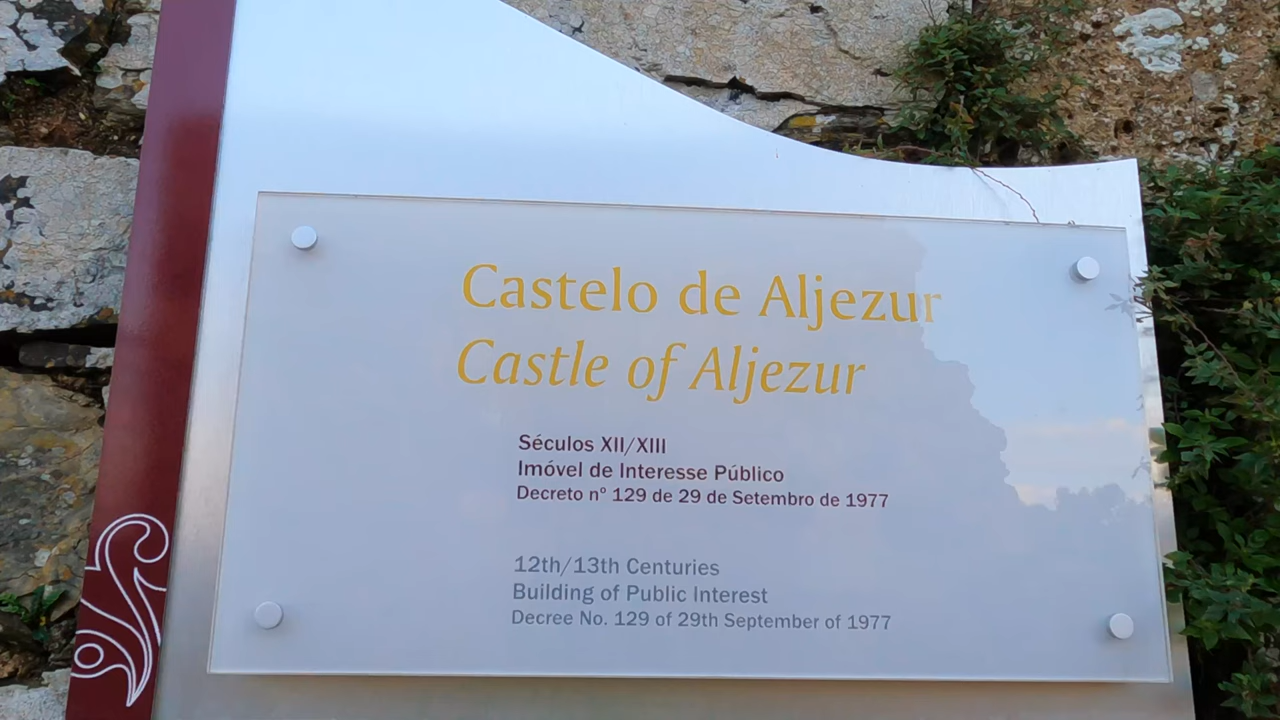 Castelo de Aljezur
Castle of Aljezur
Séculos XII/XIII
Imóvel de Interesse Público
Decreto nº 129 de 29 de Setembro de 1977
12th/13th Centuries
Building of Public Interest
Decree No. 129 of 29th September of 1977